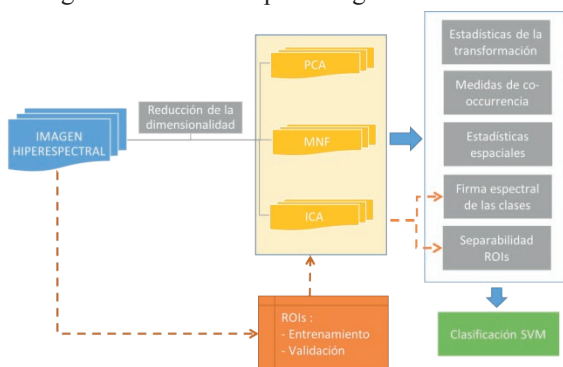 IMAGEN
HIPERESPECTRAL
Reducción de la
dimensionalidad
PCA
MNF
ICA
ROIs :
- Entrenamiento
- Validación
Estadísticas de la
transformación
Medidas de co-
occurrencia
Estadísticas
espaciales
Firma espectral
de las clases
Separabilidad
ROIs
Clasificación SVM